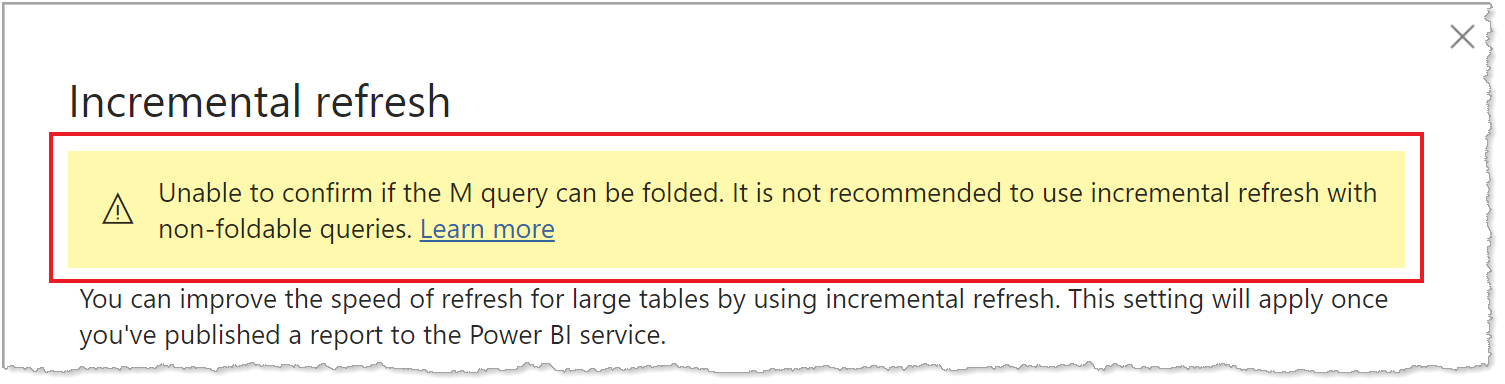 Incremental refresh
Unable to confirm if the M query can be folded. It is not recommended to use incremental refresh with
non-foldable queries. Learn more
You can improve the speed of refresh for large tables by using incremental refresh. This setting will apply once
you've published a report to the Power BI service.